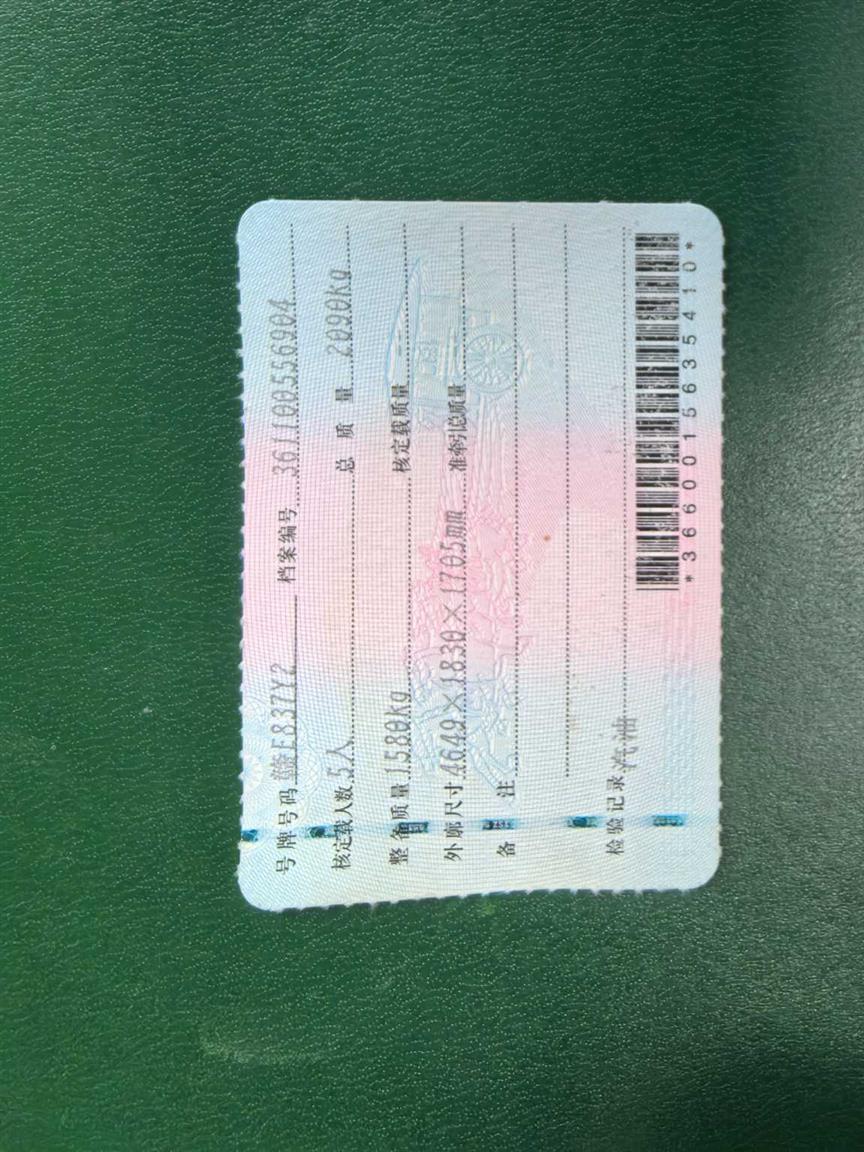 号牌号码 赣E837Y2 档案编号 361100556904
核定载人数 5人 总质量 2090kg
整备质量 1580kg 核定载质量
外廓尺寸 4649×1830×1705mm 准牵引总质量
备注
检验记录 汽油
*3660015635410*